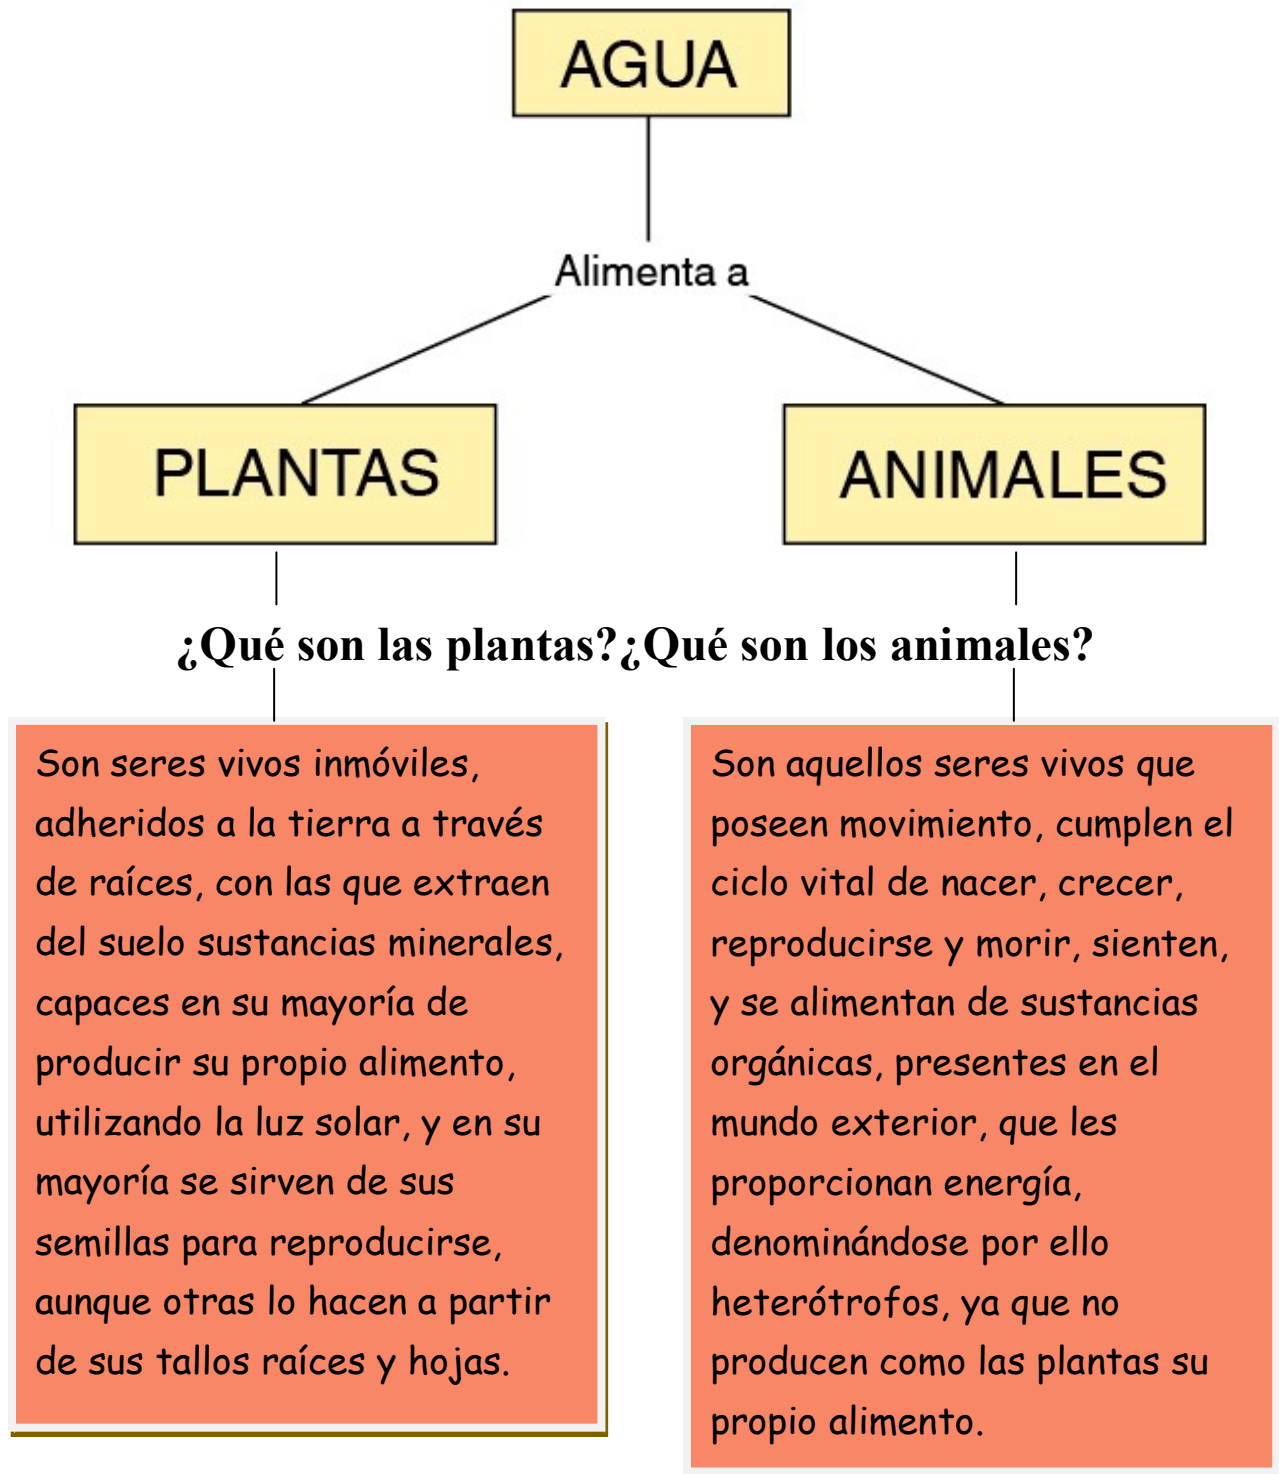 AGUA
Alimenta a
PLANTAS
ANIMALES
¿Qué son las plantas?¿Qué son los animales?
Son seres vivos inmóviles,
adheridos a la tierra a través
de raíces, con las que extraen
del suelo sustancias minerales,
capaces en su mayoría de
producir su propio alimento,
utilizando la luz solar, y en su
mayoría se sirven de sus
semillas para reproducirse,
aunque otras lo hacen a partir
de sus tallos raíces y hojas.
Son aquellos seres vivos que
poseen movimiento, cumplen el
ciclo vital de nacer, crecer,
reproducirse y morir, sienten,
y se alimentan de sustancias
orgánicas, presentes en el
mundo exterior, que les
proporcionan energía,
denominándose por ello
heterótrofos, ya que no
producen como las plantas su
propio alimento.